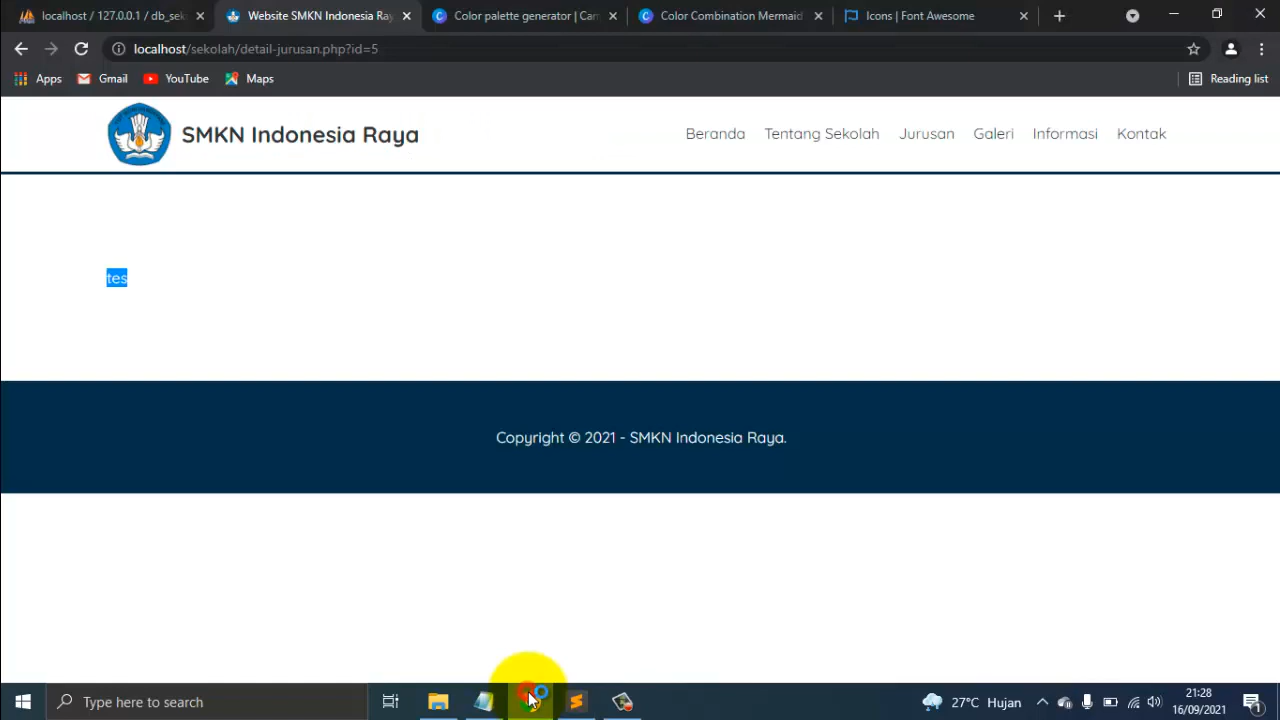 localhost / 127.0.0.1 / db_sek
Website SMKN Indonesia Ray
Color palette generator | Can
Color Combination Mermaid
Icons | Font Awesome
localhost/sekolah/detail-jurusan.php?id=5
Apps
Gmail
YouTube
Maps
Reading list
SMKN Indonesia Raya
Beranda
Tentang Sekolah
Jurusan
Galeri
Informasi
Kontak
tes
Copyright © 2021 - SMKN Indonesia Raya.
Type here to search
27°C Hujan
21:28
16/09/2021
1